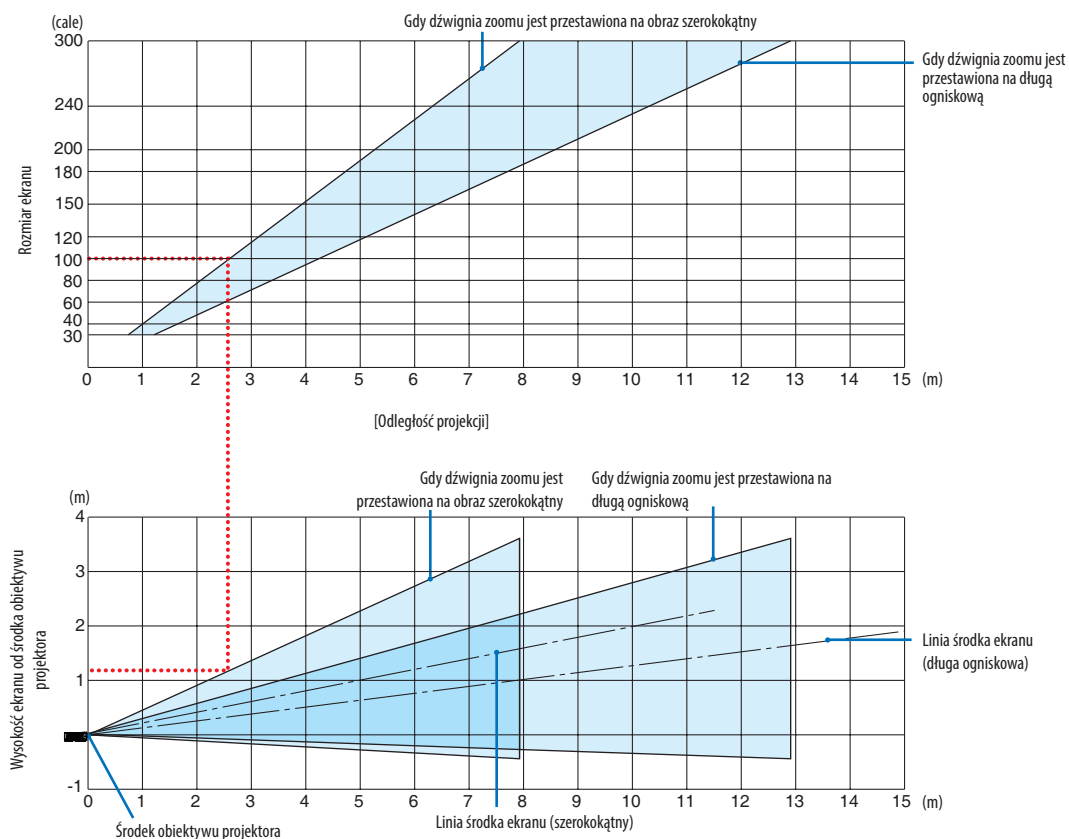 (cale)
Gdy dźwignia zoomu jest przestawiona na obraz szerokokątny
300
240
200
180
150
120
100
80
60
40
30
Rozmiar ekranu
Gdy dźwignia zoomu jest
przestawiona na długą
ogniskową
0 1 2 3 4 5 6 7 8 9 10 11 12 13 14 15 (m)
[Odległość projekcji]
Gdy dźwignia zoomu jest
przestawiona na obraz szerokokątny
Gdy dźwignia zoomu jest przestawiona na
długą ogniskową
(m)
4
3
2
1
-1
Wysokość ekranu od środka obiektywu
projektora
Linia środka ekranu
(długa ogniskowa)
0 1 2 3 4 5 6 7 8 9 10 11 12 13 14 15 (m)
Środek obiektywu projektora
Linia środka ekranu (szerokokątny)